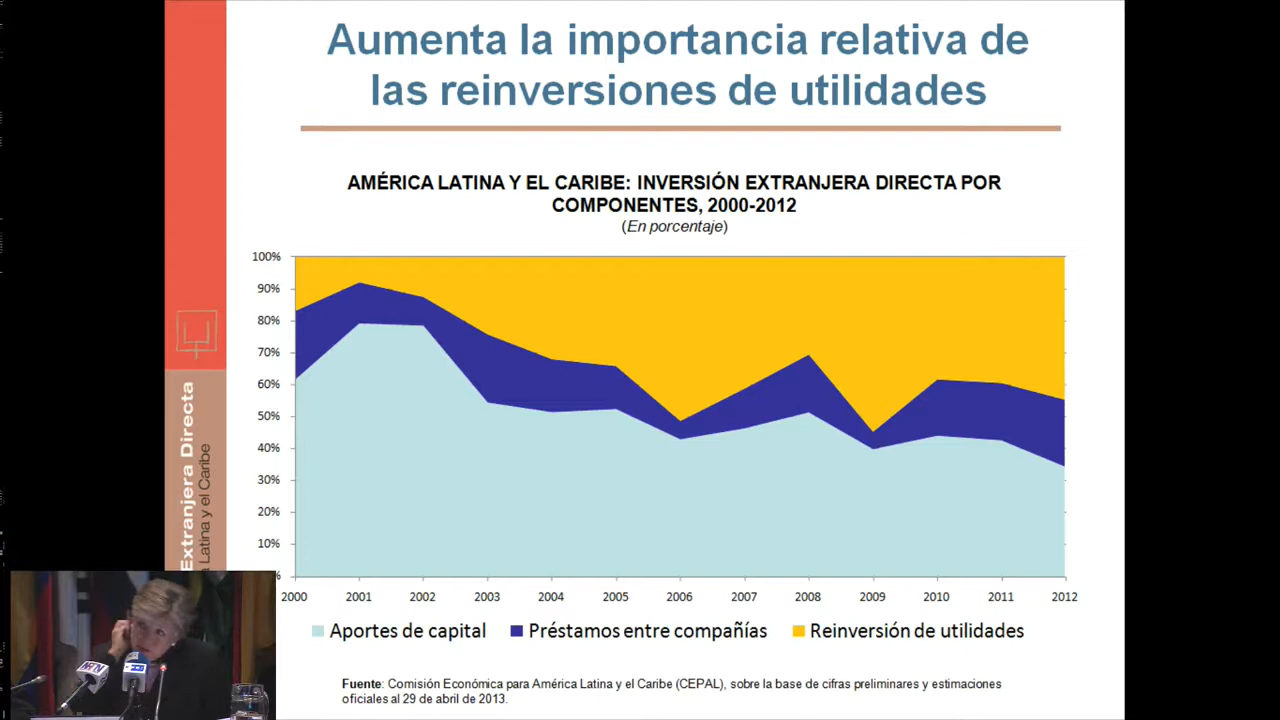 Aumenta la importancia relativa de
las reinversiones de utilidades
AMÉRICA LATINA Y EL CARIBE: INVERSIÓN EXTRANJERA DIRECTA POR
COMPONENTES, 2000-2012
(En porcentaje)
100%
90%
80%
70%
60%
50%
40%
30%
20%
10%
%
2000 2001 2002 2003 2004 2005 2006 2007 2008 2009 2010 2011 2012
Aportes de capital Préstamos entre compañías Reinversión de utilidades
Fuente: Comisión Económica para América Latina y el Caribe (CEPAL), sobre la base de cifras preliminares y estimaciones
oficiales al 29 de abril de 2013.
Extranjera Directa
Latina y el Caribe